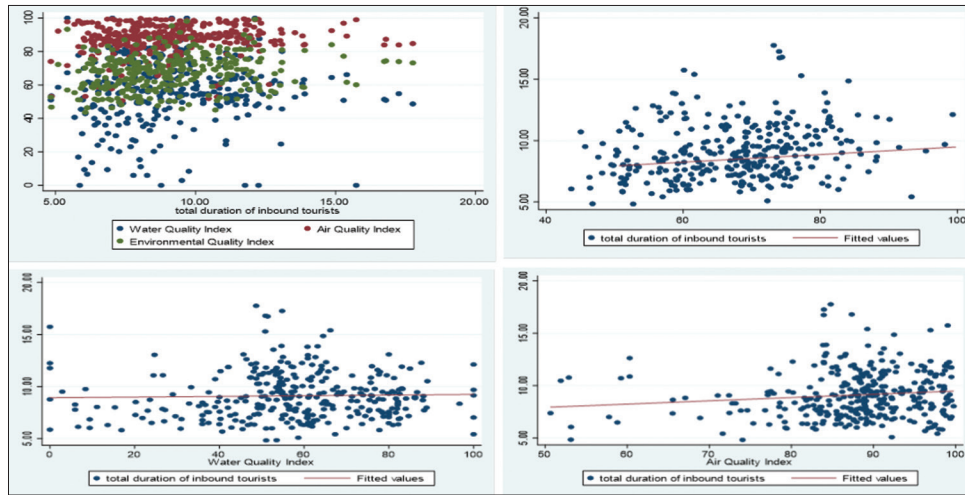 100
80
60
40
20
0
5.00 10.00 15.00 20.00
total duration of inbound tourists
Water Quality Index Air Quality Index
Environmental Quality Index
20.00
15.00
10.00
5.00
40 60 80 100
total duration of inbound tourists Fitted values
20.00
15.00
10.00
5.00
0 20 40 60 80 100
Water Quality Index
total duration of inbound tourists Fitted values
20.00
15.00
10.00
5.00
50 60 70 80 90 100
Air Quality Index
total duration of inbound tourists Fitted values